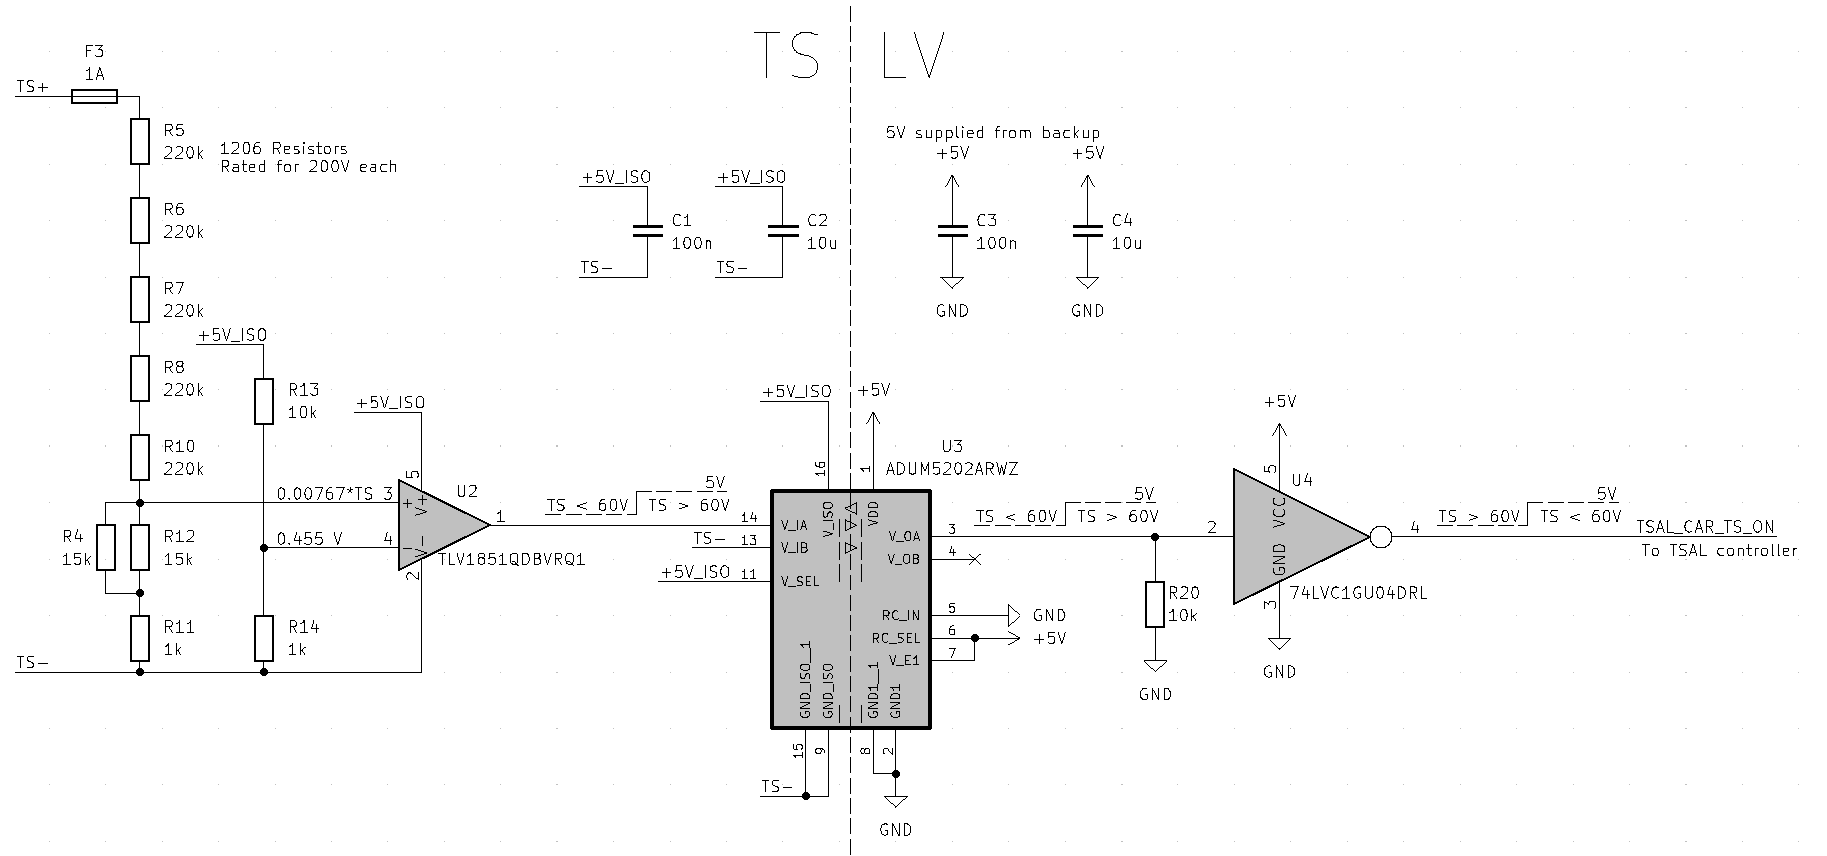 TS LV
F3
1A
TS+
R5
220k
1206 Resistors
Rated for 200V each
5V supplied from backup
+5V
+5V
+5V_ISO
+5V_ISO
R6
220k
C1
100n
C2
10u
C3
100n
C4
10u
TS-
TS-
GND
GND
R7
220k
+5V_ISO
R8
220k
R13
10k
+5V_ISO
+5V_ISO
+5V
+5V
R10
220k
U3
ADUM5202ARWZ
0.00767*TS
3
5
U2
+
V+
-
V-
4
2
1
0.455 V
TLV1851QDBVRQ1
R4
15k
R12
15k
TS < 60V
5V
TS > 60V
16
1
V_ISO
VDD
14
V_IA
TS-
13
V_IB
+5V_ISO
11
V_SEL
V_OA
3
V_OB
4
RC_IN
5
GND
RC_SEL
6
+5V
V_E1
7
GND_ISO_1
GND_ISO
GND1_1
GND1
15
9
8
2
TS-
GND
TS < 60V
5V
TS > 60V
2
R20
10k
GND
5
U4
VCC
GND
3
4
74LVC1GU04DRL
GND
TS > 60V
5V
TS < 60V
TSAL_CAR_TS_ON
To TSAL controller
R11
1k
R14
1k
TS-